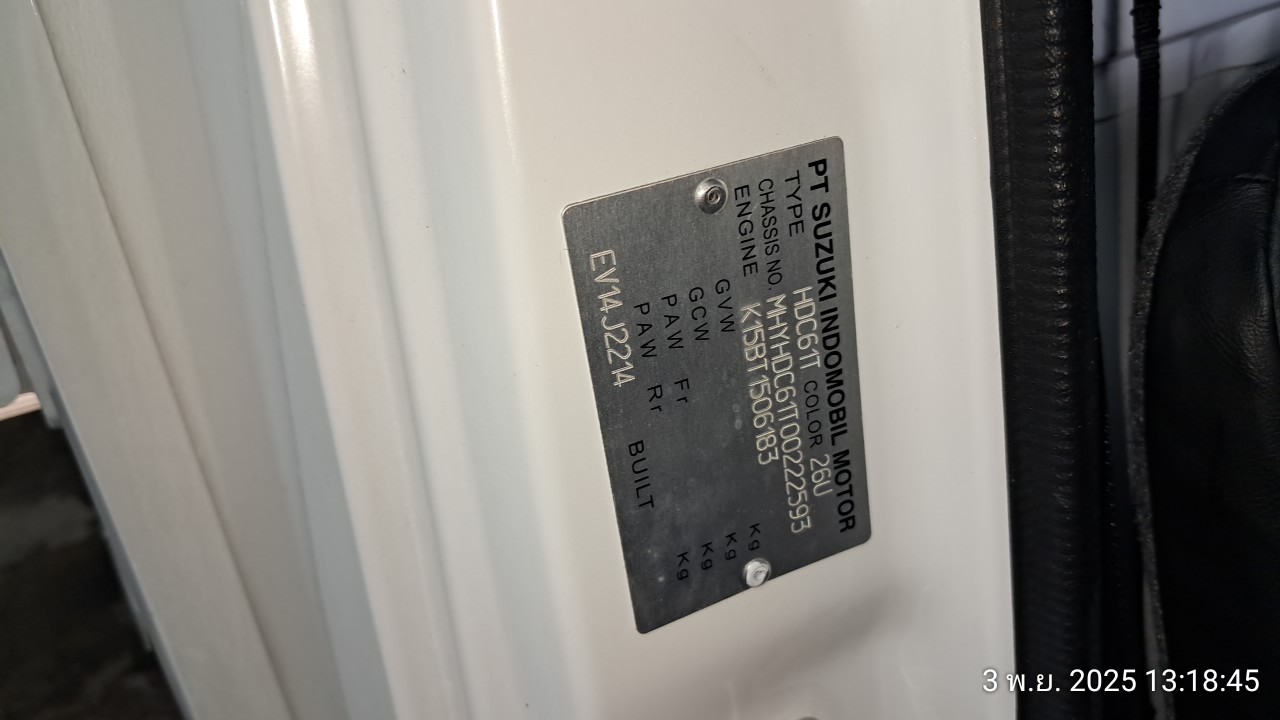 PT SUZUKI INDOMOBIL MOTOR
TYPE HDC61T COLOR 26U
CHASSIS NO. MHYHDC61T00222593
ENGINE K15BT1506183
GVW Kg
GCW Kg
PAW Fr Kg
PAW Rr Kg
BUILT
EV14J2214
3 พ.ย. 2025 13:18:45